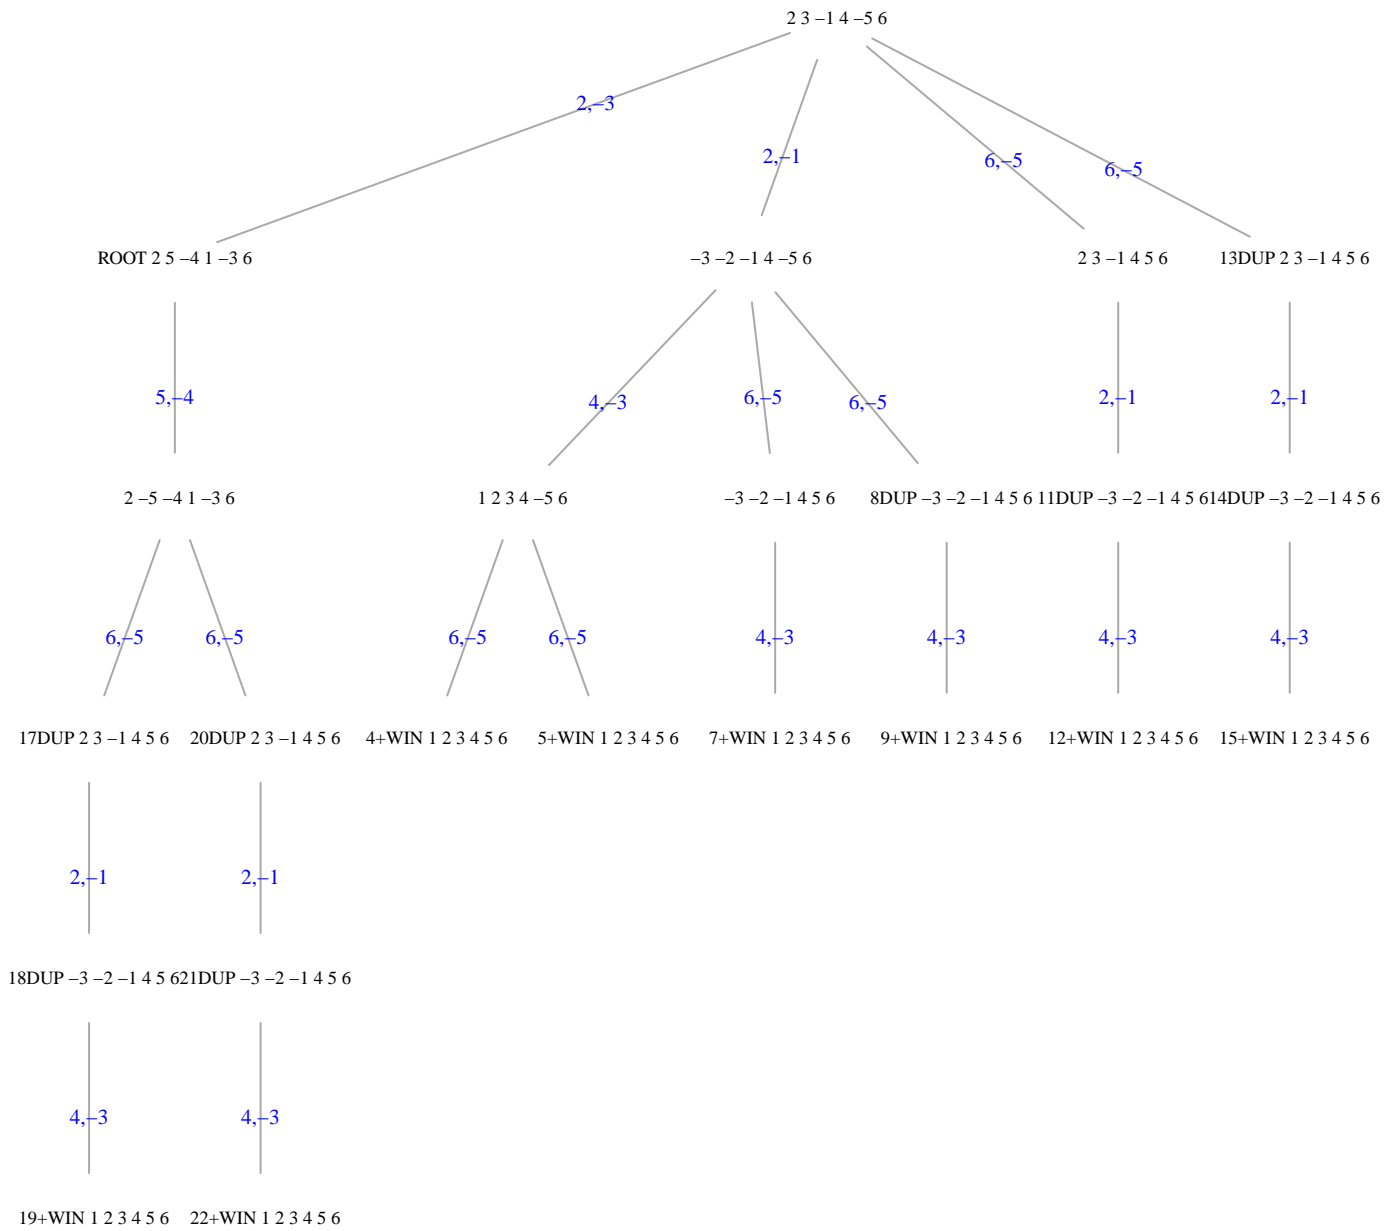 2 3 −1 4 −5 6
2,−3
2,−1
6,−5
6,−5
ROOT 2 5 −4 1 −3 6
−3 −2 −1 4 −5 6
2 3 −1 4 5 6
13DUP 2 3 −1 4 5 6
5,−4
4,−3
6,−5
6,−5
2,−1
2,−1
2 −5 −4 1 −3 6
1 2 3 4 −5 6
−3 −2 −1 4 5 6
8DUP −3 −2 −1 4 5 6
11DUP −3 −2 −1 4 5 6
14DUP −3 −2 −1 4 5 6
6,−5
6,−5
6,−5
6,−5
4,−3
4,−3
4,−3
4,−3
17DUP 2 3 −1 4 5 6
20DUP 2 3 −1 4 5 6
4+WIN 1 2 3 4 5 6
5+WIN 1 2 3 4 5 6
7+WIN 1 2 3 4 5 6
9+WIN 1 2 3 4 5 6
12+WIN 1 2 3 4 5 6
15+WIN 1 2 3 4 5 6
2,−1
2,−1
18DUP −3 −2 −1 4 5 6
21DUP −3 −2 −1 4 5 6
4,−3
4,−3
19+WIN 1 2 3 4 5 6
22+WIN 1 2 3 4 5 6